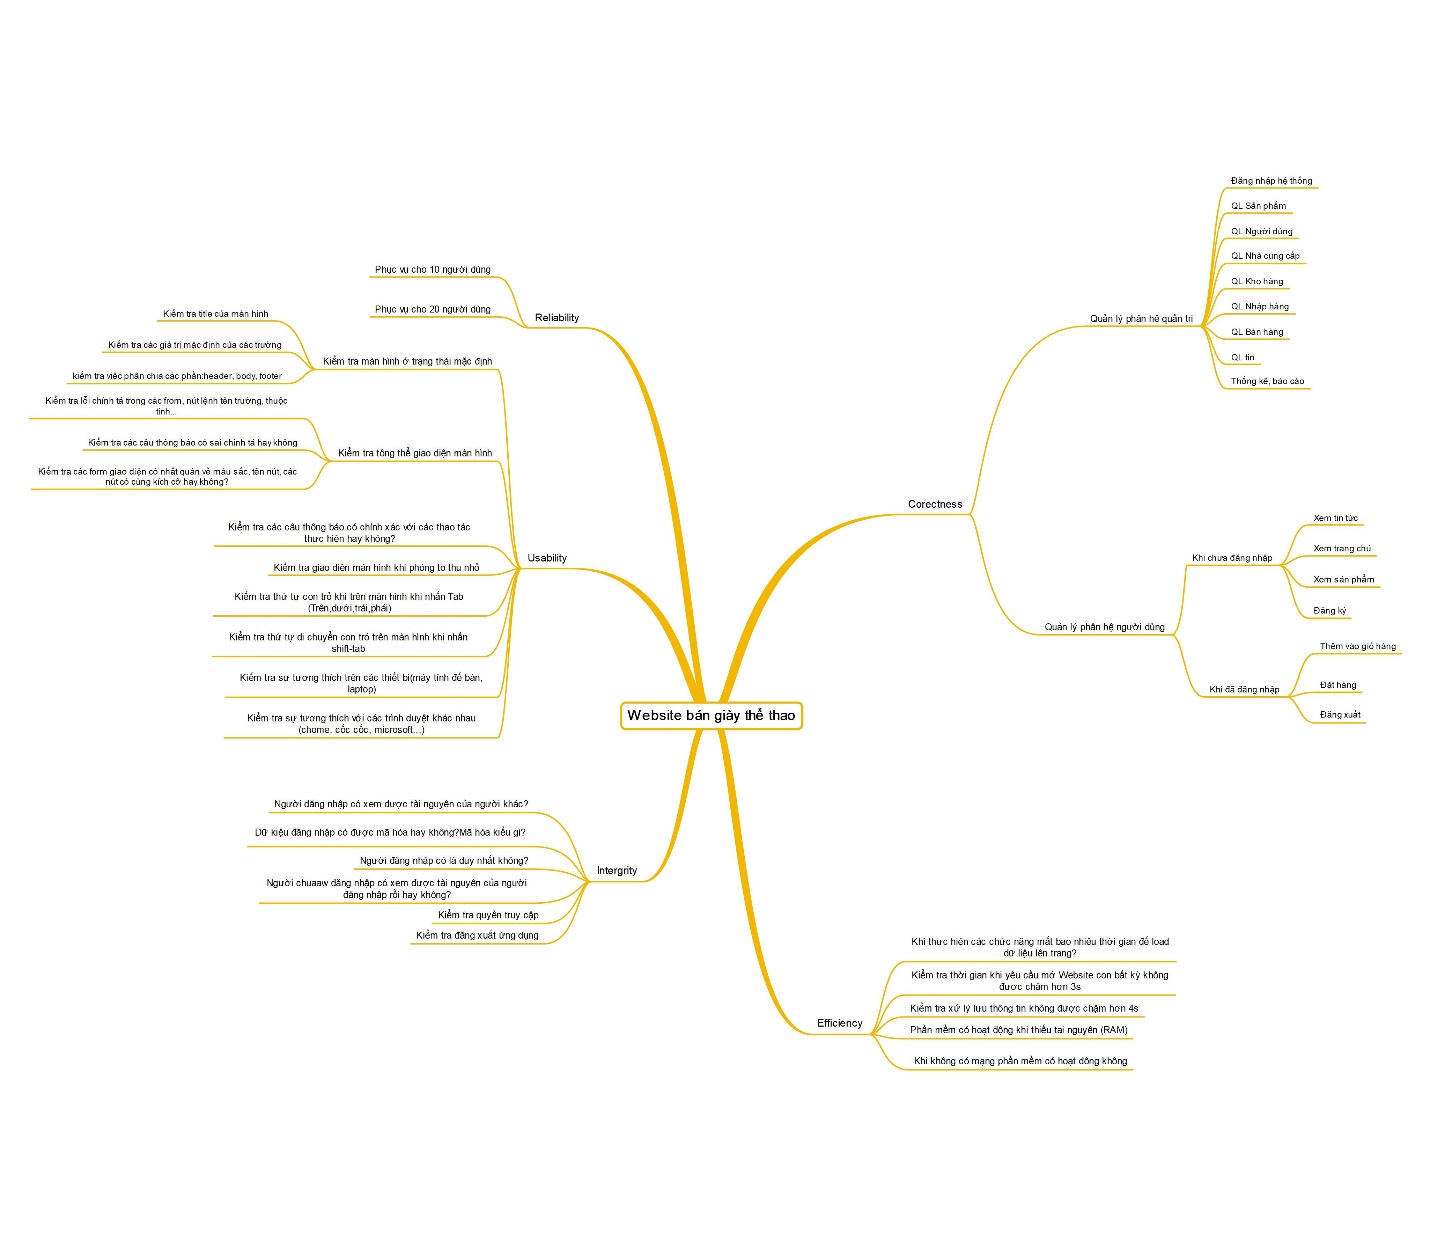 Website bán giày thể thao
Reliability
Phục vụ cho 10 người dùng
Phục vụ cho 20 người dùng
Usability
Kiểm tra màn hình ở trạng thái mặc định
Kiểm tra title của màn hình
Kiểm tra các giá trị mặc định của các trường
kiểm tra việc phân chia các phần:header, body, footer
Kiểm tra tổng thể giao diện màn hình
Kiểm tra lỗi chính tả trong các from, nút lệnh tên trường, thuộc
tính...
Kiểm tra các câu thông báo có sai chính tả hay không
Kiểm tra các form giao diện có nhất quán về màu sắc, tên nút, các
nút có cùng kích cỡ hay không?
Kiểm tra các câu thông báo có chính xác với các thao tác
thực hiện hay không?
Kiểm tra giao diện màn hình khi phóng to thu nhỏ
Kiểm tra thứ tự con trỏ khi trên màn hình khi nhấn Tab
(Trên,dưới,trái,phải)
Kiểm tra thứ tự di chuyển con trỏ trên màn hình khi nhấn
shift-tab
Kiểm tra sự tương thích trên các thiết bị(máy tính để bàn,
laptop)
Kiểm tra sự tương thích với các trình duyệt khác nhau
(chome, cốc cốc, microsoft...)
Intergrity
Người đăng nhập có xem được tài nguyên của người khác?
Dữ kiệu đăng nhập có được mã hóa hay không?Mã hóa kiểu gì?
Người đăng nhập có là duy nhất không?
Người chuaaw đăng nhập có xem được tài nguyên của người
đăng nhập rồi hay không?
Kiểm tra quyền truy cập
Kiểm tra đăng xuất ứng dụng
Corectness
Quản lý phân hệ quản trị
Đăng nhập hệ thống
QL Sản phẩm
QL Người dùng
QL Nhà cung cấp
QL Kho hàng
QL Nhập hàng
QL Bán hàng
QL tin
Thống kê, báo cáo
Quản lý phân hệ người dùng
Khi chưa đăng nhập
Xem tin tức
Xem trang chủ
Xem sản phẩm
Đăng ký
Khi đã đăng nhập
Thêm vào giỏ hàng
Đặt hàng
Đăng xuất
Efficiency
Khi thực hiện các chức năng mất bao nhiêu thời gian để load
dữ liệu lên trang?
Kiểm tra thời gian khi yêu cầu mở Website con bất kỳ không
được chậm hơn 3s
Kiểm tra xử lý lưu thông tin không được chậm hơn 4s
Phần mềm có hoạt động khi thiếu tài nguyên (RAM)
Khi không có mạng phần mềm có hoạt động không